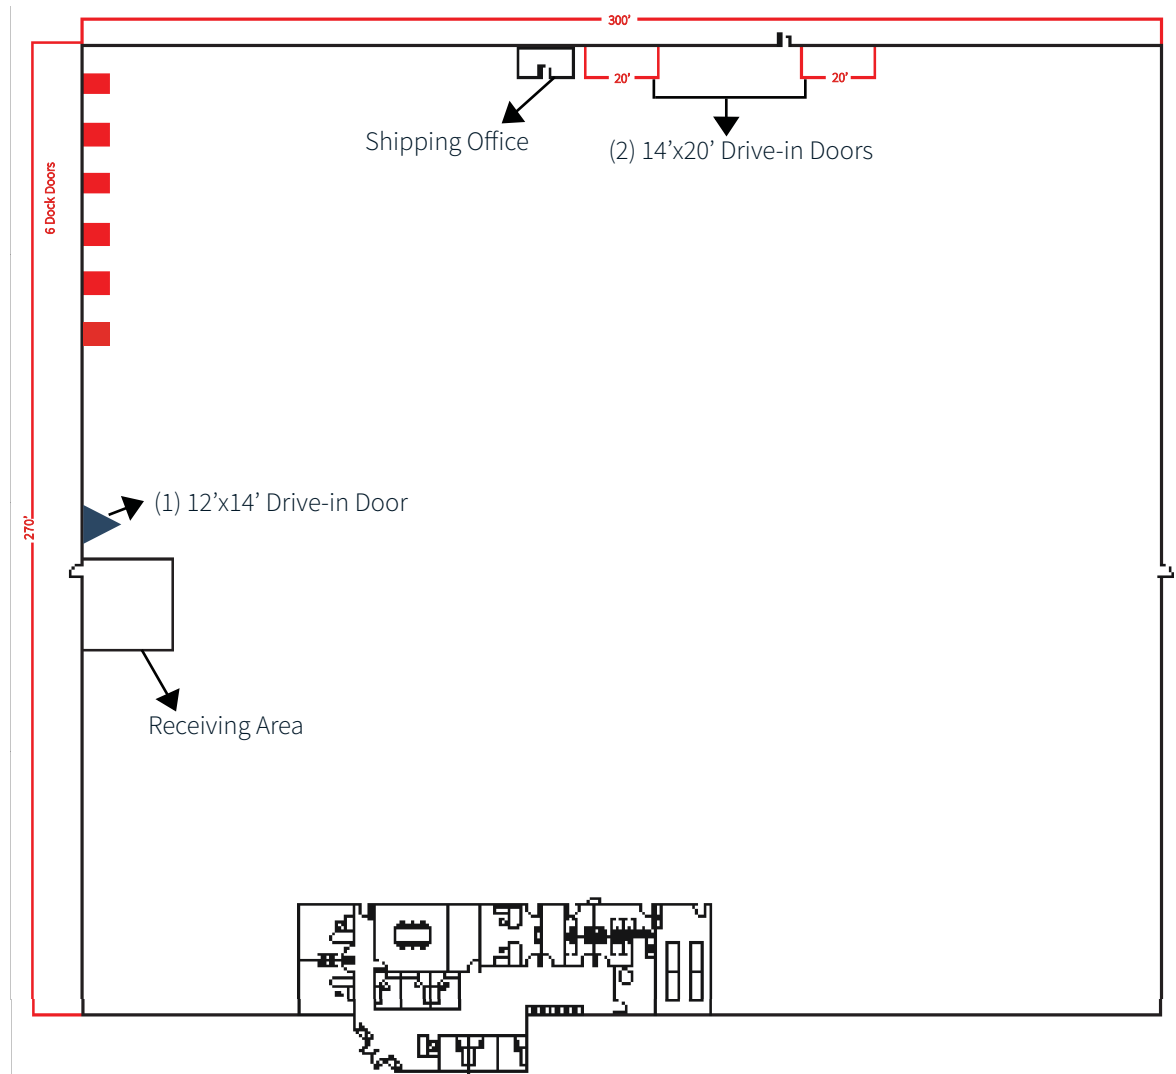 300'
20'
20'
Shipping Office
(2) 14’x20’ Drive-in Doors
6 Dock Doors
(1) 12’x14’ Drive-in Door
270'
Receiving Area